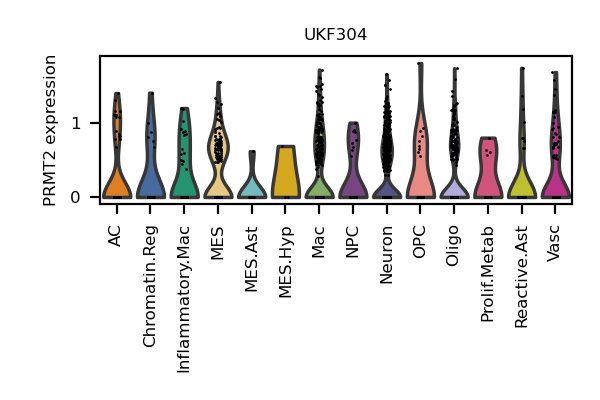 UKF304
PRMT2 expression
1
0
AC
Chromatin.Reg
Inflammatory.Mac
MES
MES.Ast
MES.Hyp
Mac
NPC
Neuron
OPC
Oligo
Prolif.Metab
Reactive.Ast
Vasc